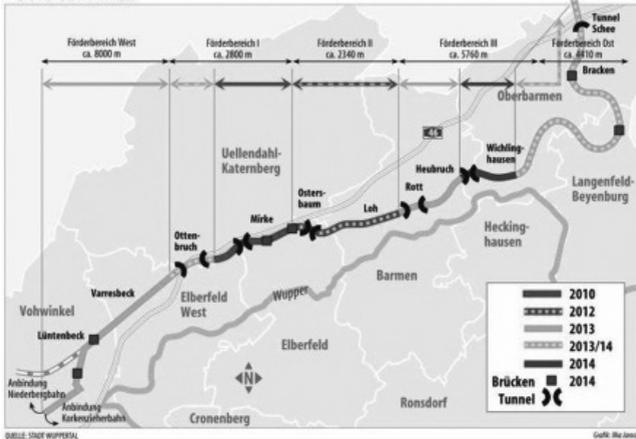 Tunnel
Schee
Förderbereich West
ca. 8000 m
Förderbereich I
ca. 2800 m
Förderbereich II
ca. 2340 m
Förderbereich III
ca. 5760 m
Förderbereich Ost
ca. 4410 m
Bracken
Oberbarmen
46
Uellendahl-
Katernberg
Wichling-
hausen
Heubruch
Langenfeld-
Beyenburg
Rott
Osters-
baum
Loh
Mirke
Otten-
bruch
Hecking-
hausen
Barmen
Varresbeck
Elberfeld
West
Wupper
Vohwinkel
Lüntenbeck
Elberfeld
N
Ronsdorf
Cronenberg
Anbindung
Niederbergbahn
Anbindung
Korkenzieherbahn
2010
2012
2013
2013/14
2014
Brücken 2014
Tunnel
QUELLE: STADT WUPPERTAL
Grafik: